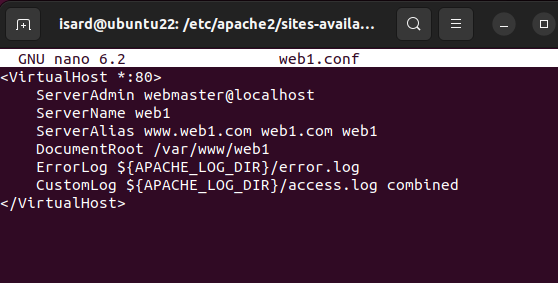 isard@ubuntu22: /etc/apache2/sites-availa...
GNU nano 6.2 web1.conf
<VirtualHost *:80>
ServerAdmin webmaster@localhost
ServerName web1
ServerAlias www.web1.com web1.com web1
DocumentRoot /var/www/web1
ErrorLog ${APACHE_LOG_DIR}/error.log
CustomLog ${APACHE_LOG_DIR}/access.log combined
</VirtualHost>